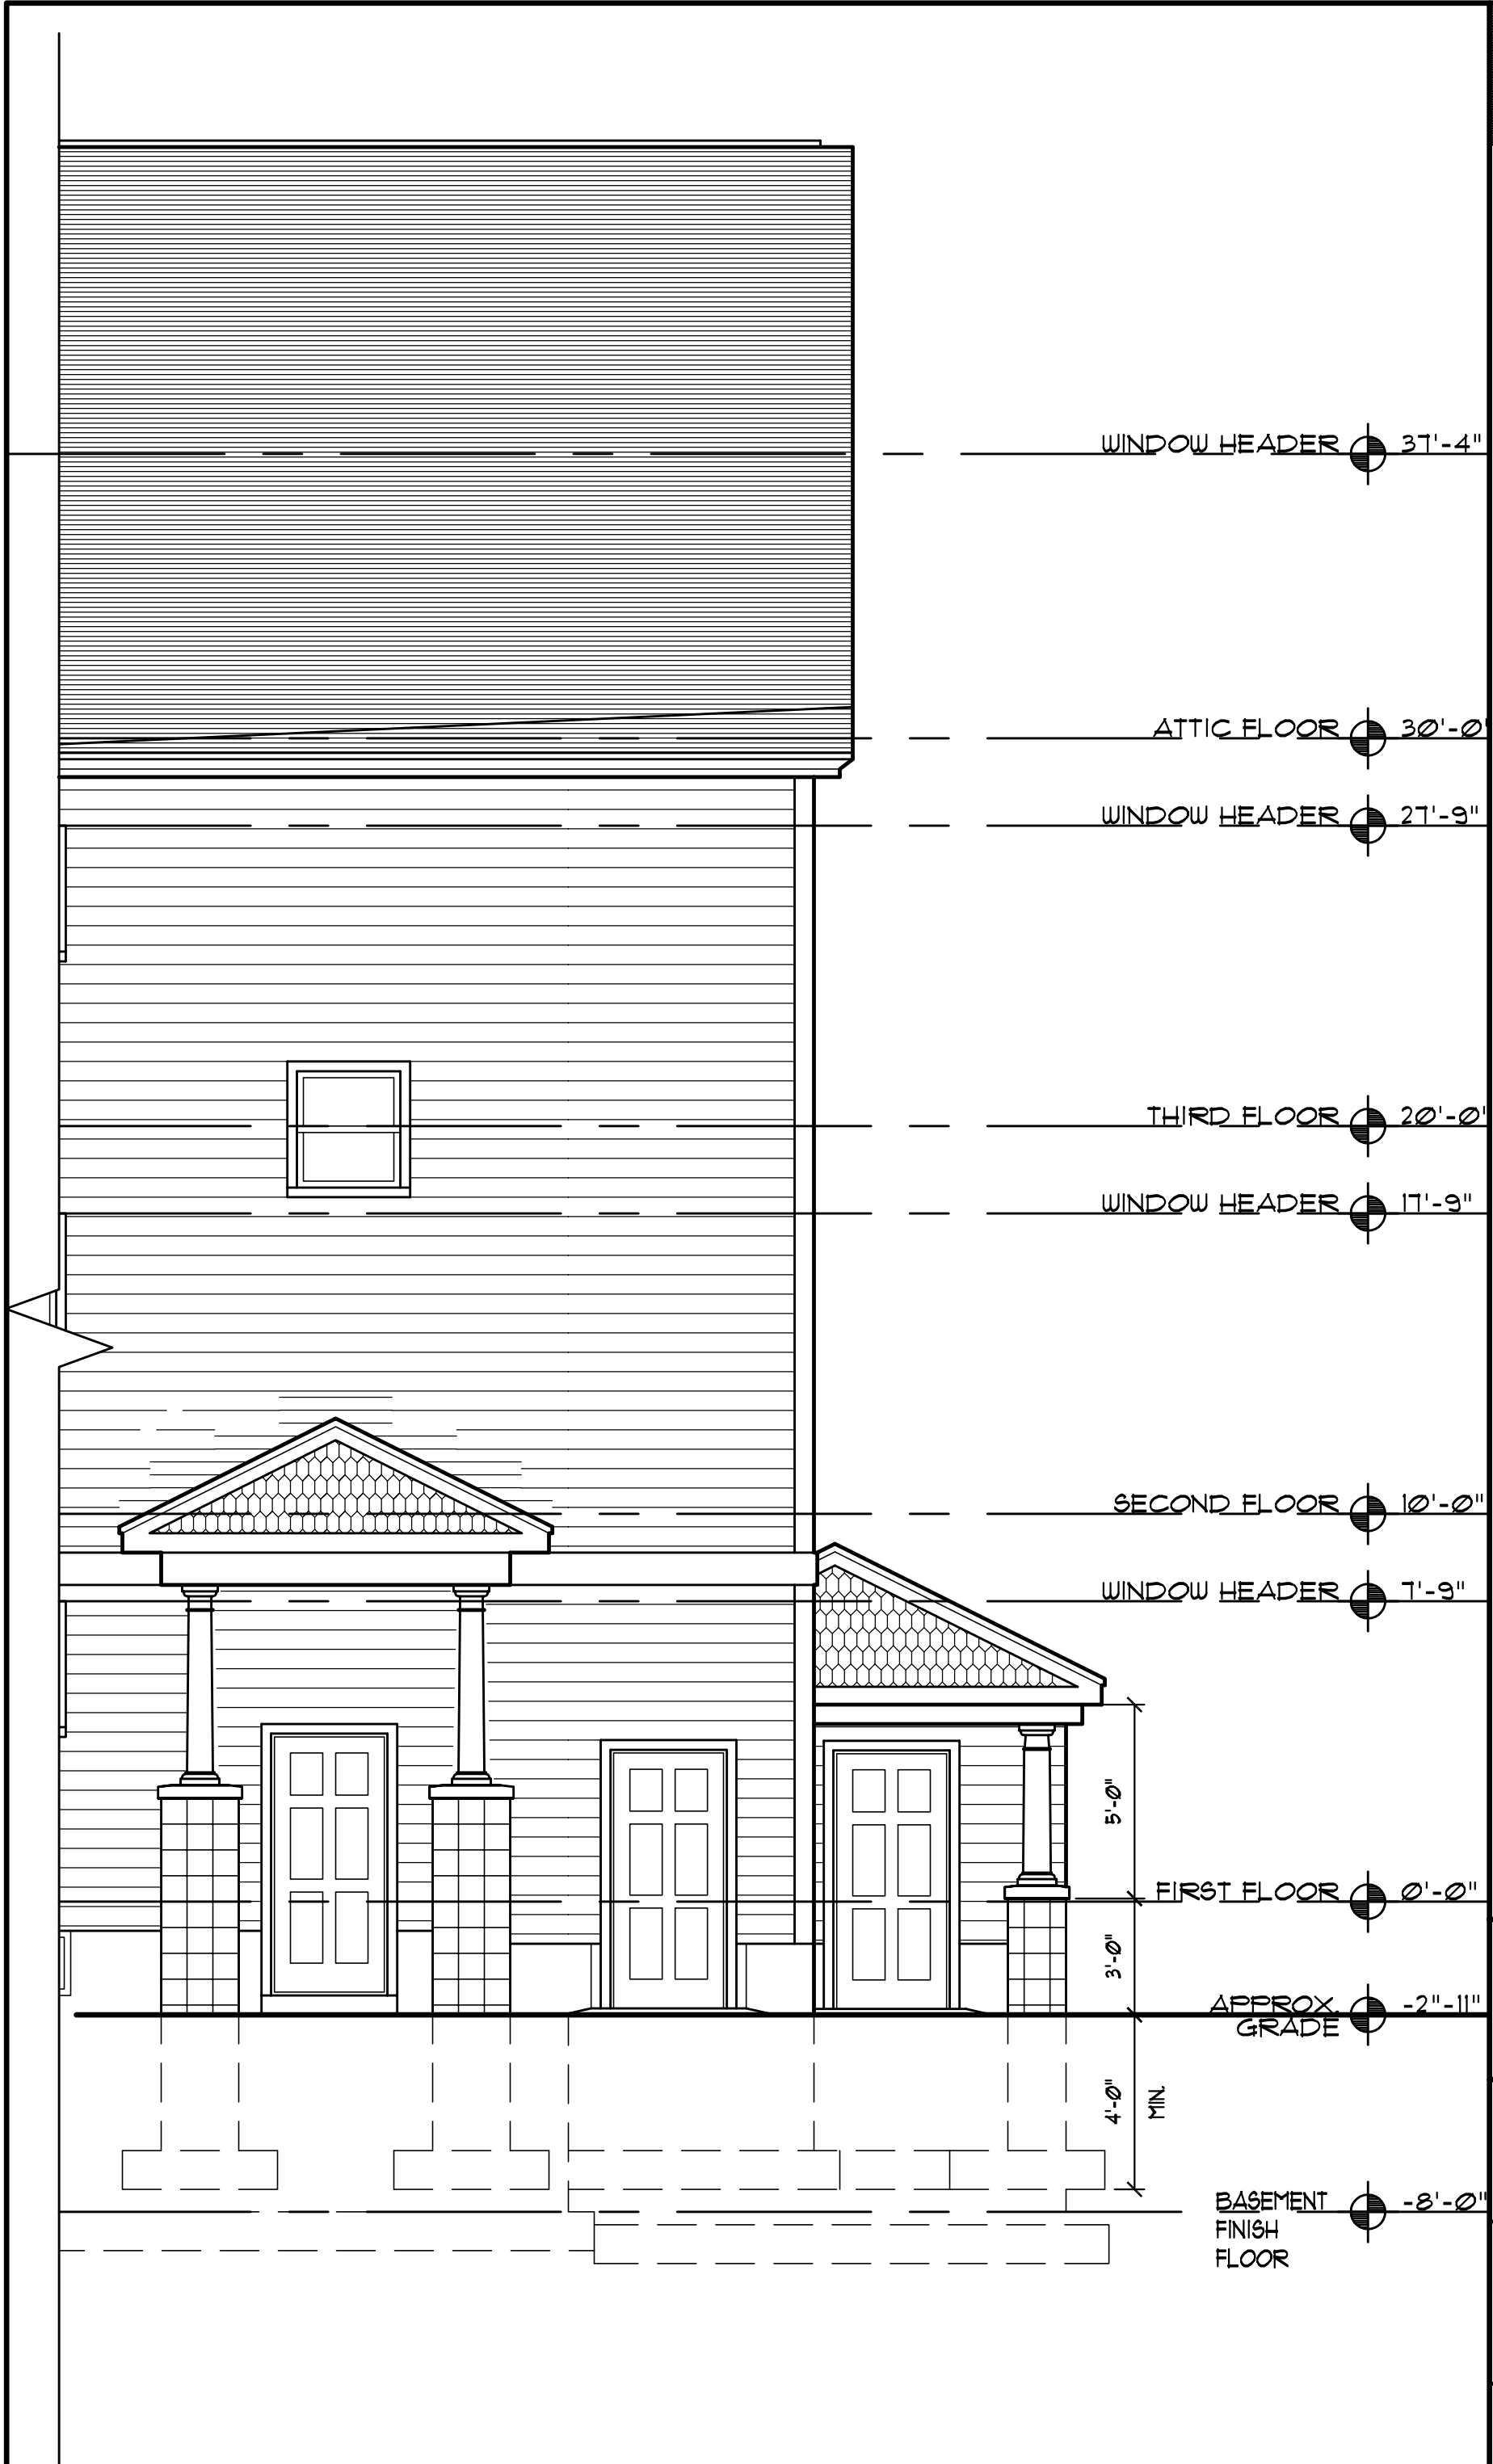 WINDOW HEADER 37'-4"
ATTIC FLOOR 30'-0"
WINDOW HEADER 27'-9"
THIRD FLOOR 20'-0"
WINDOW HEADER 17'-9"
SECOND FLOOR 10'-0"
WINDOW HEADER 7'-9"
5'-0"
FIRST FLOOR 0'-0"
3'-0"
APPROX. -2"-11"
GRADE
4'-0"
MIN.
BASEMENT -8'-0"
FINISH
FLOOR